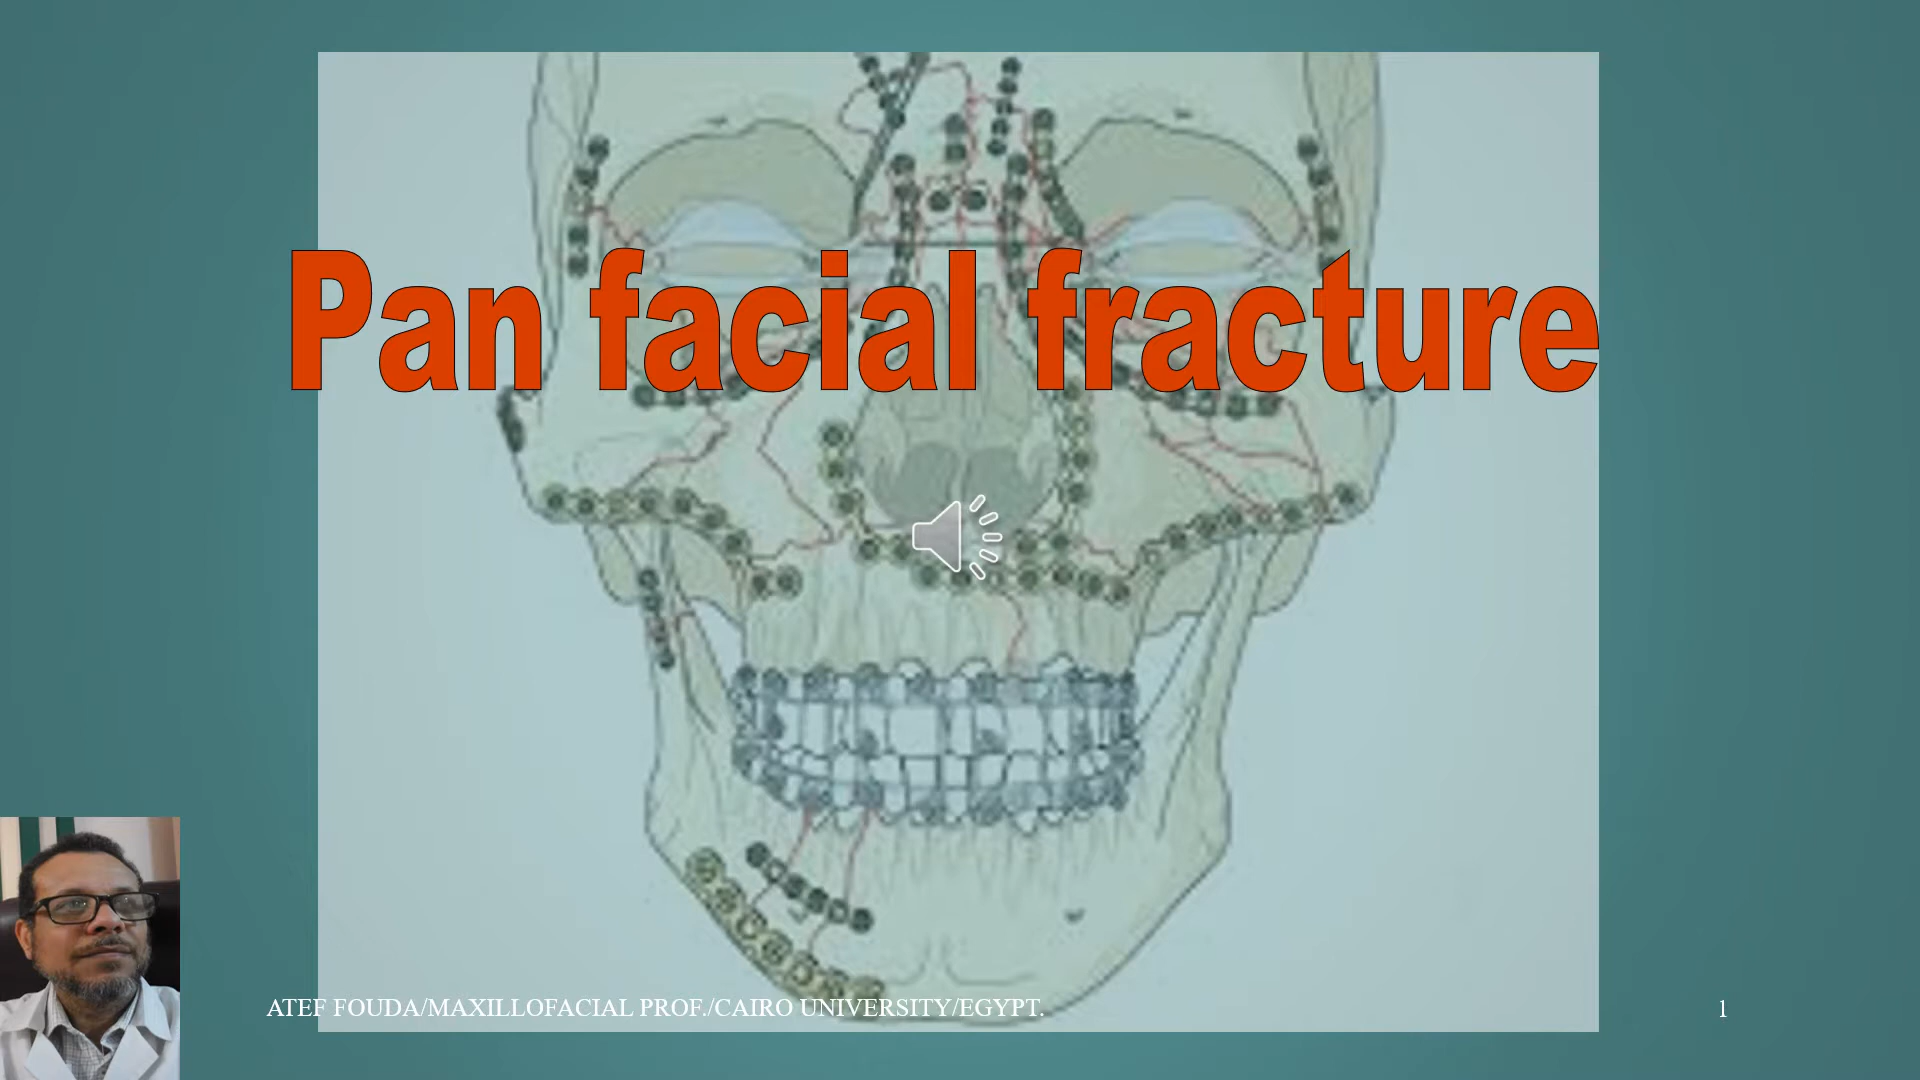 Pan facial fracture
ATEF FOUDA/MAXILLOFACIAL PROF./CAIRO UNIVERSITY/EGYPT.
1